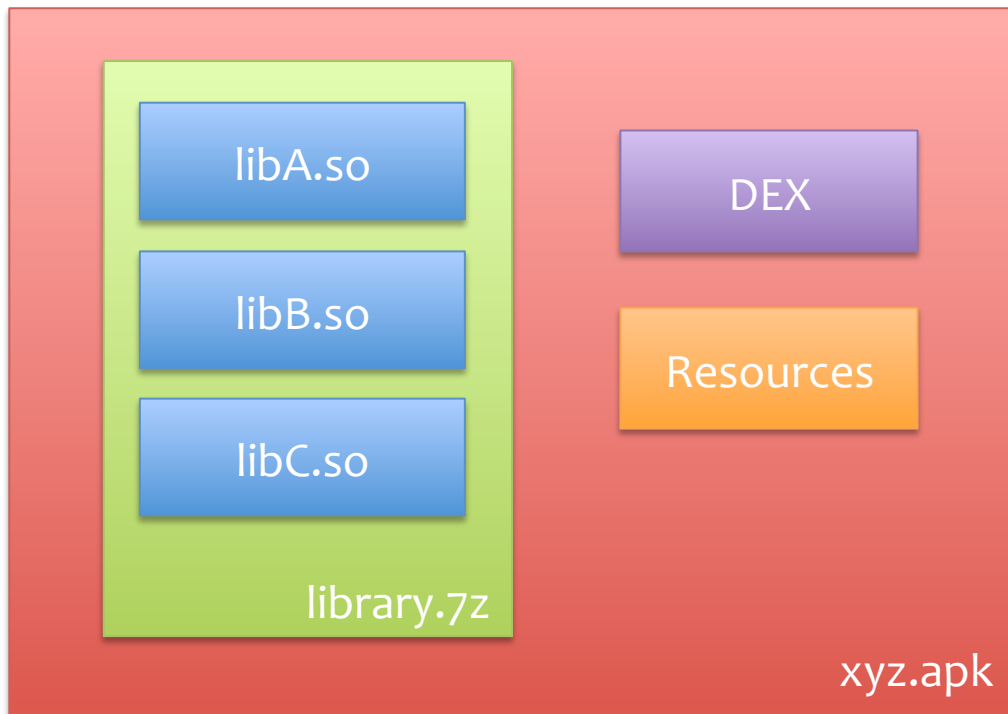 libA.so
libB.so
libC.so
library.7z
DEX
Resources
xyz.apk